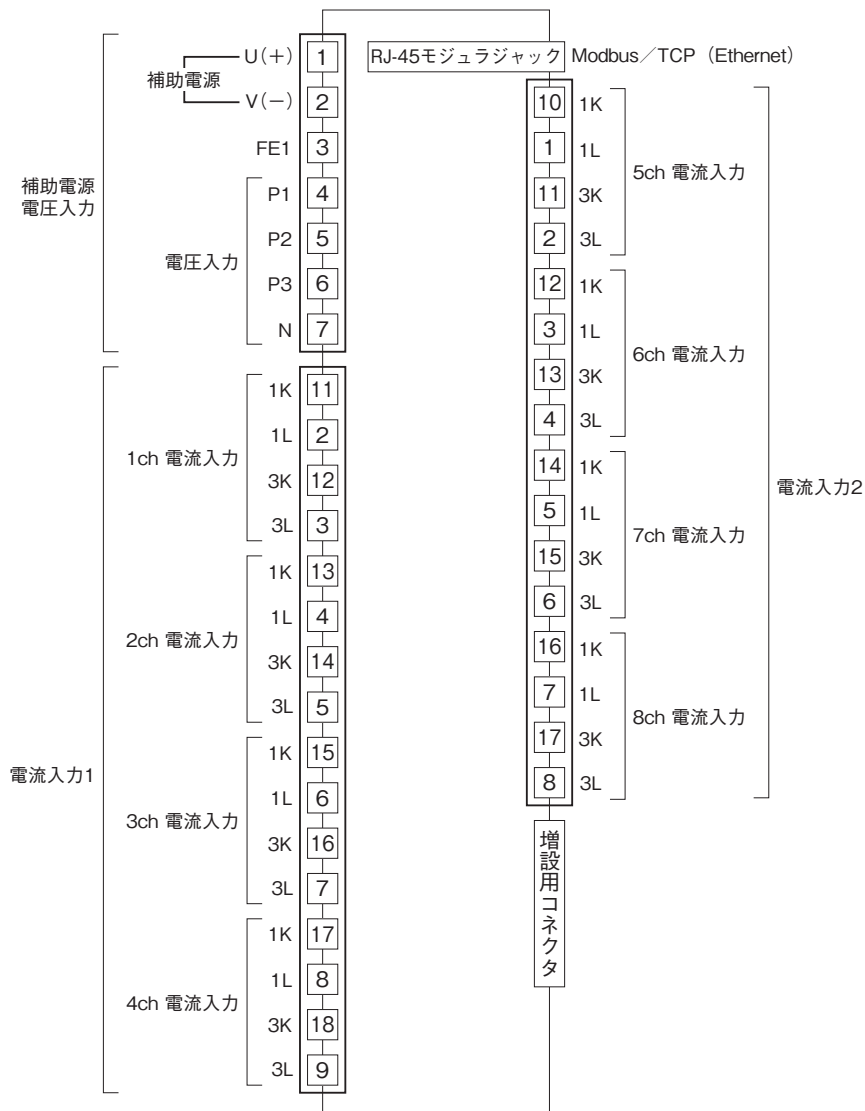 U(+) 1
補助電源
V(−) 2
FE1 3
補助電源
電圧入力
P1 4
P2 5
電圧入力
P3 6
N 7
1K 11
1L 2
1ch 電流入力
3K 12
3L 3
1K 13
1L 4
2ch 電流入力
3K 14
3L 5
電流入力1
1K 15
1L 6
3ch 電流入力
3K 16
3L 7
1K 17
1L 8
4ch 電流入力
3K 18
3L 9
RJ-45モジュラジャック Modbus/TCP(Ethernet)
10 1K
1 1L
5ch 電流入力
11 3K
2 3L
12 1K
3 1L
6ch 電流入力
13 3K
4 3L
14 1K
電流入力2
5 1L
7ch 電流入力
15 3K
6 3L
16 1K
7 1L
8ch 電流入力
17 3K
8 3L
増設用コネクタ